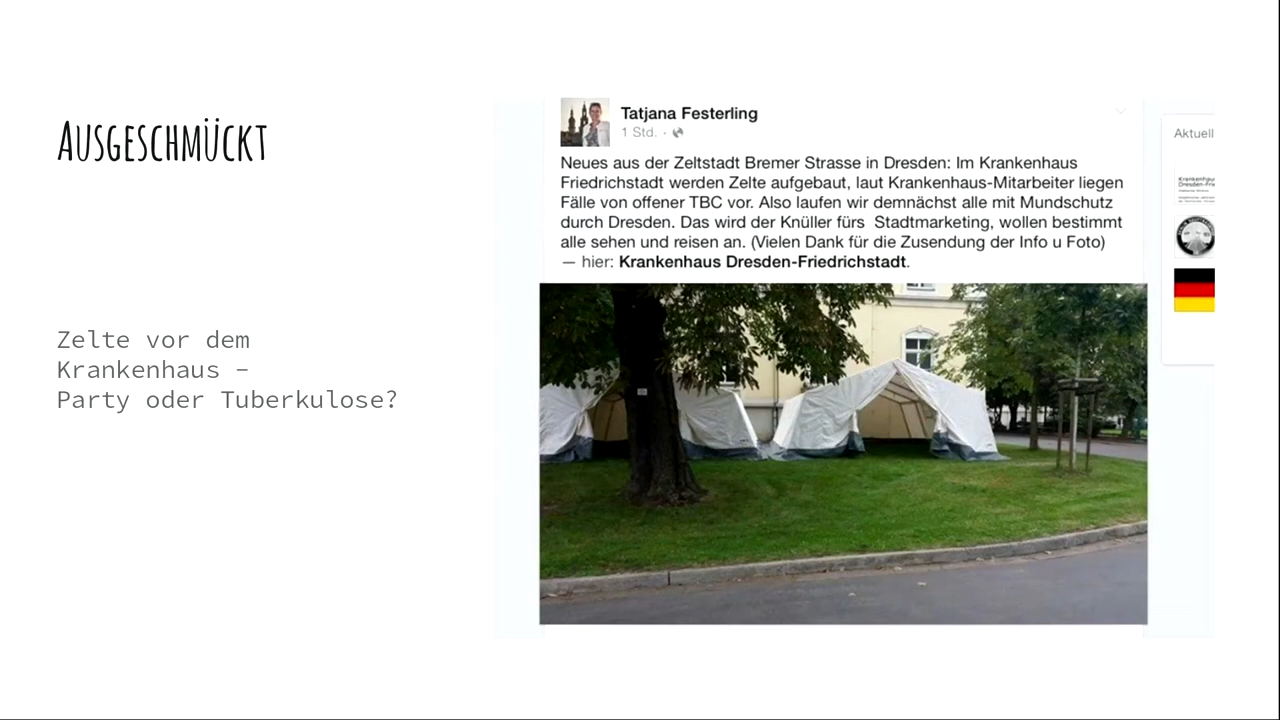 Ausgeschmückt
Zelte vor dem
Krankenhaus –
Party oder Tuberkulose?
Tatjana Festerling
1 Std. ·
Neues aus der Zeltstadt Bremer Strasse in Dresden: Im Krankenhaus
Friedrichstadt werden Zelte aufgebaut, laut Krankenhaus-Mitarbeiter liegen
Fälle von offener TBC vor. Also laufen wir demnächst alle mit Mundschutz
durch Dresden. Das wird der Knüller fürs  Stadtmarketing, wollen bestimmt
alle sehen und reisen an. (Vielen Dank für die Zusendung der Info u Foto)
— hier: Krankenhaus Dresden-Friedrichstadt.
Aktuell
Krankenhaus
Dresden-Frie